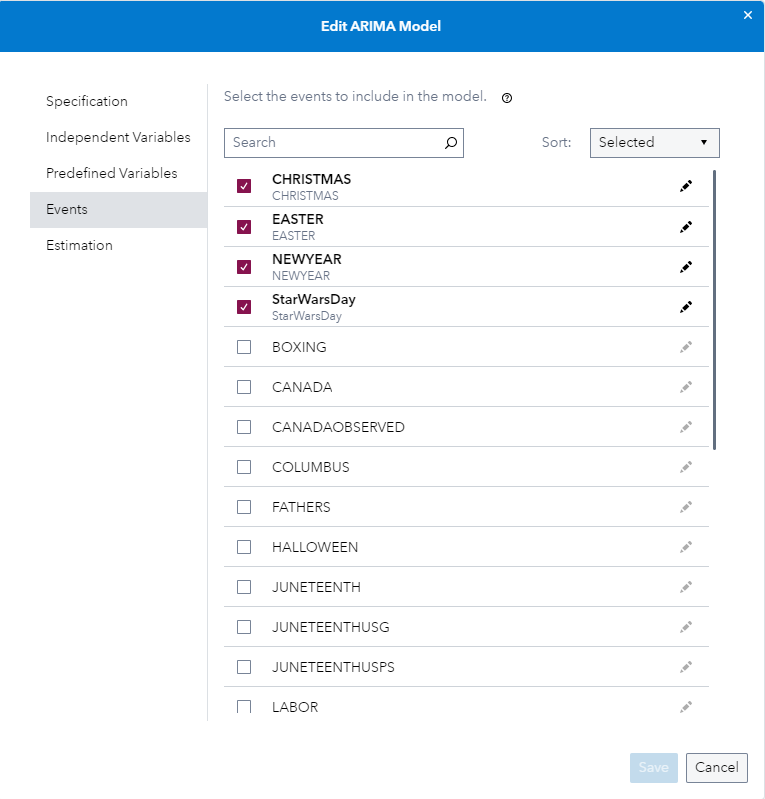 Edit ARIMA Model
Specification
Independent Variables
Predefined Variables
Events
Estimation
Select the events to include in the model.
Search
Sort:
Selected
CHRISTMAS
CHRISTMAS
EASTER
EASTER
NEWYEAR
NEWYEAR
StarWarsDay
StarWarsDay
BOXING
CANADA
CANADAOBSERVED
COLUMBUS
FATHERS
HALLOWEEN
JUNETEENTH
JUNETEENTHUSG
JUNETEENTHUSPS
LABOR
Save
Cancel